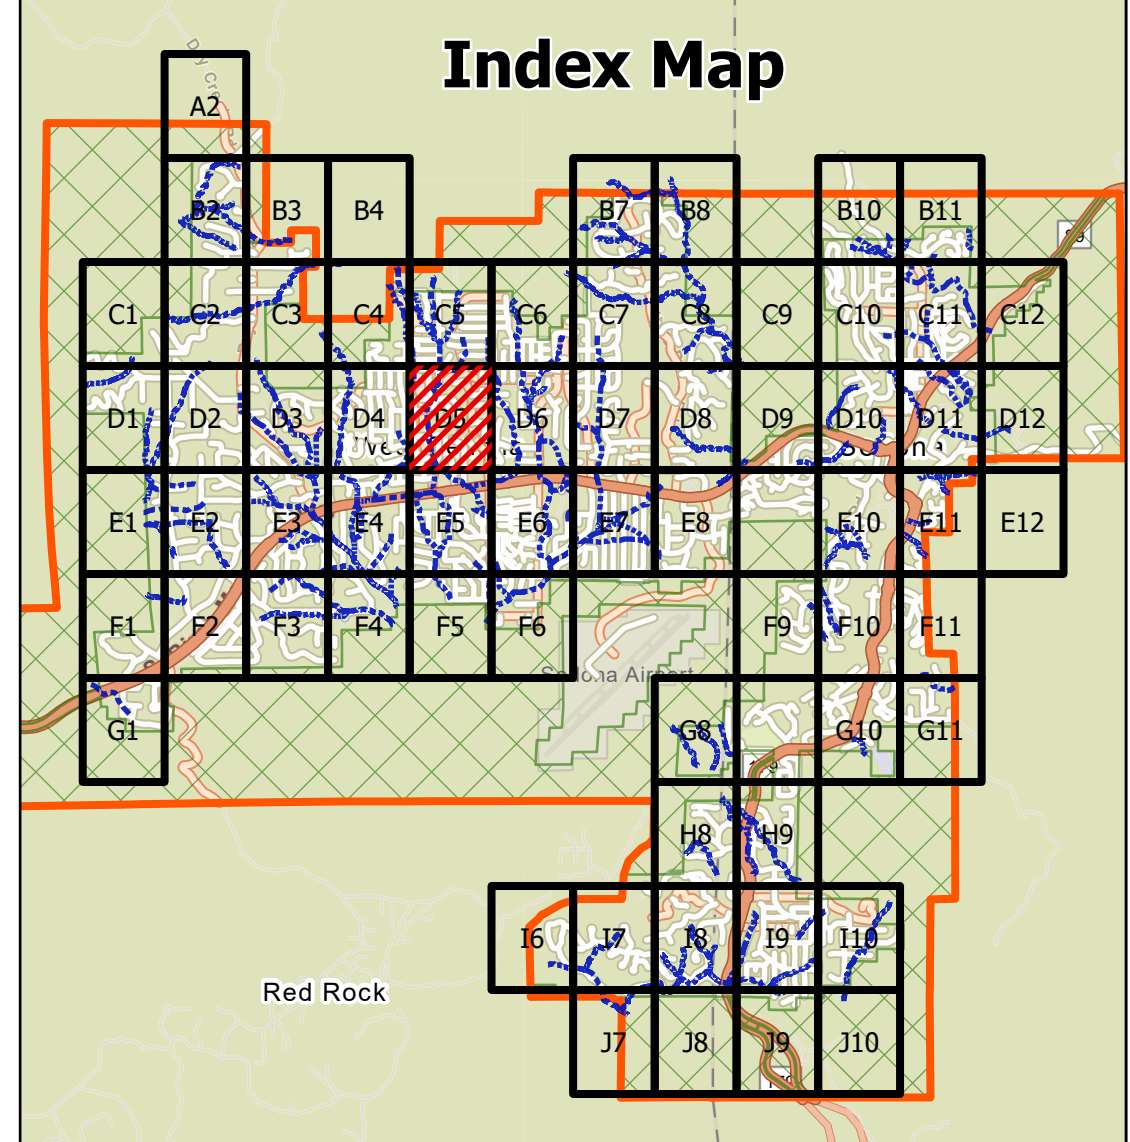 Index Map
A2
B2 B3 B4 B7 B8 B10 B11
C1 C2 C3 C4 C5 C6 C7 C8 C9 C10 C11 C12
D1 D2 D3 D4 D5 D6 D7 D8 D9 D10 D11 D12
E1 E2 E3 E4 E5 E6 E7 E8 E10 E11 E12
F1 F2 F3 F4 F5 F6 F9 F10 F11
Sedona Airport
G1 G8 G10 G11
H8 H9
I6 I7 I8 I9 I10
Red Rock
J7 J8 J9 J10